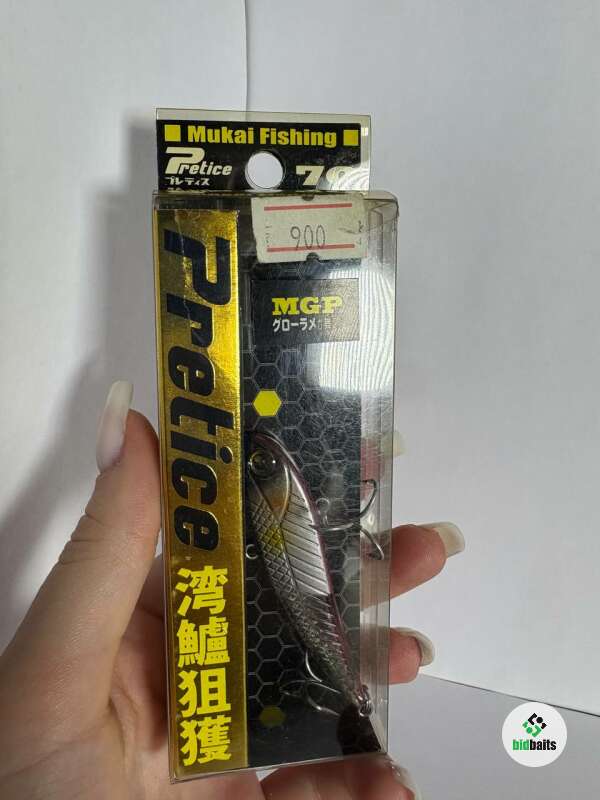 Mukai Fishing
Pretice
プレティス
900
MGP
グローラメ
Pretice
湾鱸狙獲
bidbaits